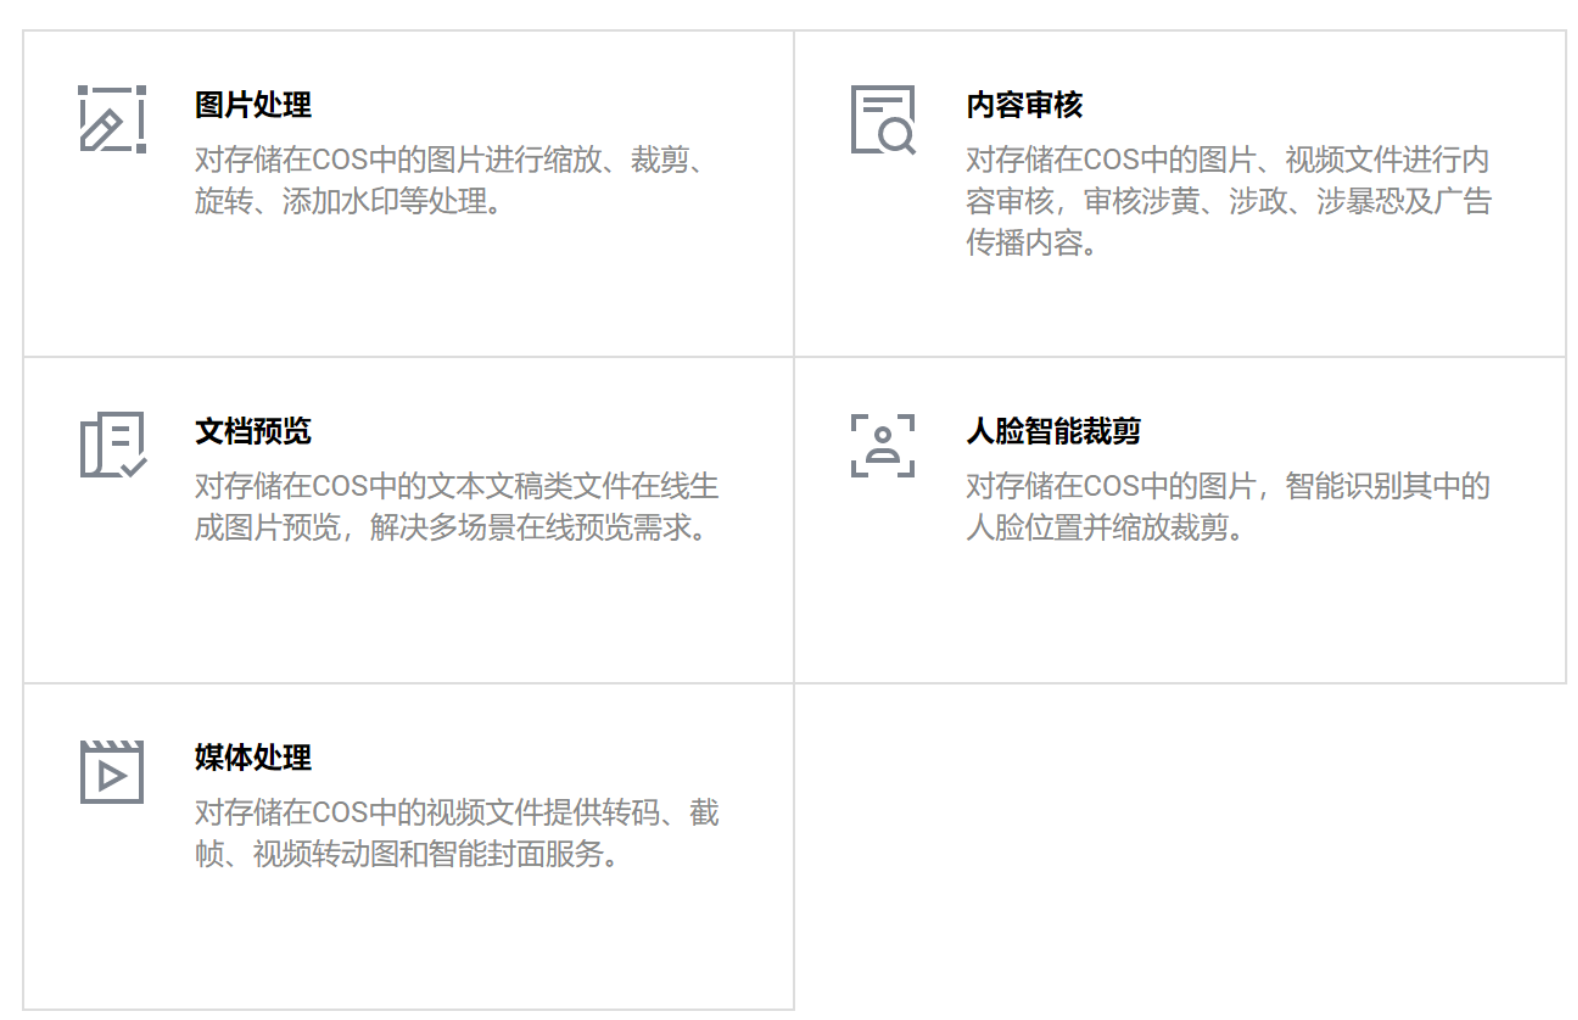 图片处理
对存储在COS中的图片进行缩放、裁剪、
旋转、添加水印等处理。
内容审核
对存储在COS中的图片、视频文件进行内
容审核，审核涉黄、涉政、涉暴恐及广告
传播内容。
文档预览
对存储在COS中的文本文稿类文件在线生
成图片预览，解决多场景在线预览需求。
人脸智能裁剪
对存储在COS中的图片，智能识别其中的
人脸位置并缩放裁剪。
媒体处理
对存储在COS中的视频文件提供转码、截
帧、视频转动图和智能封面服务。